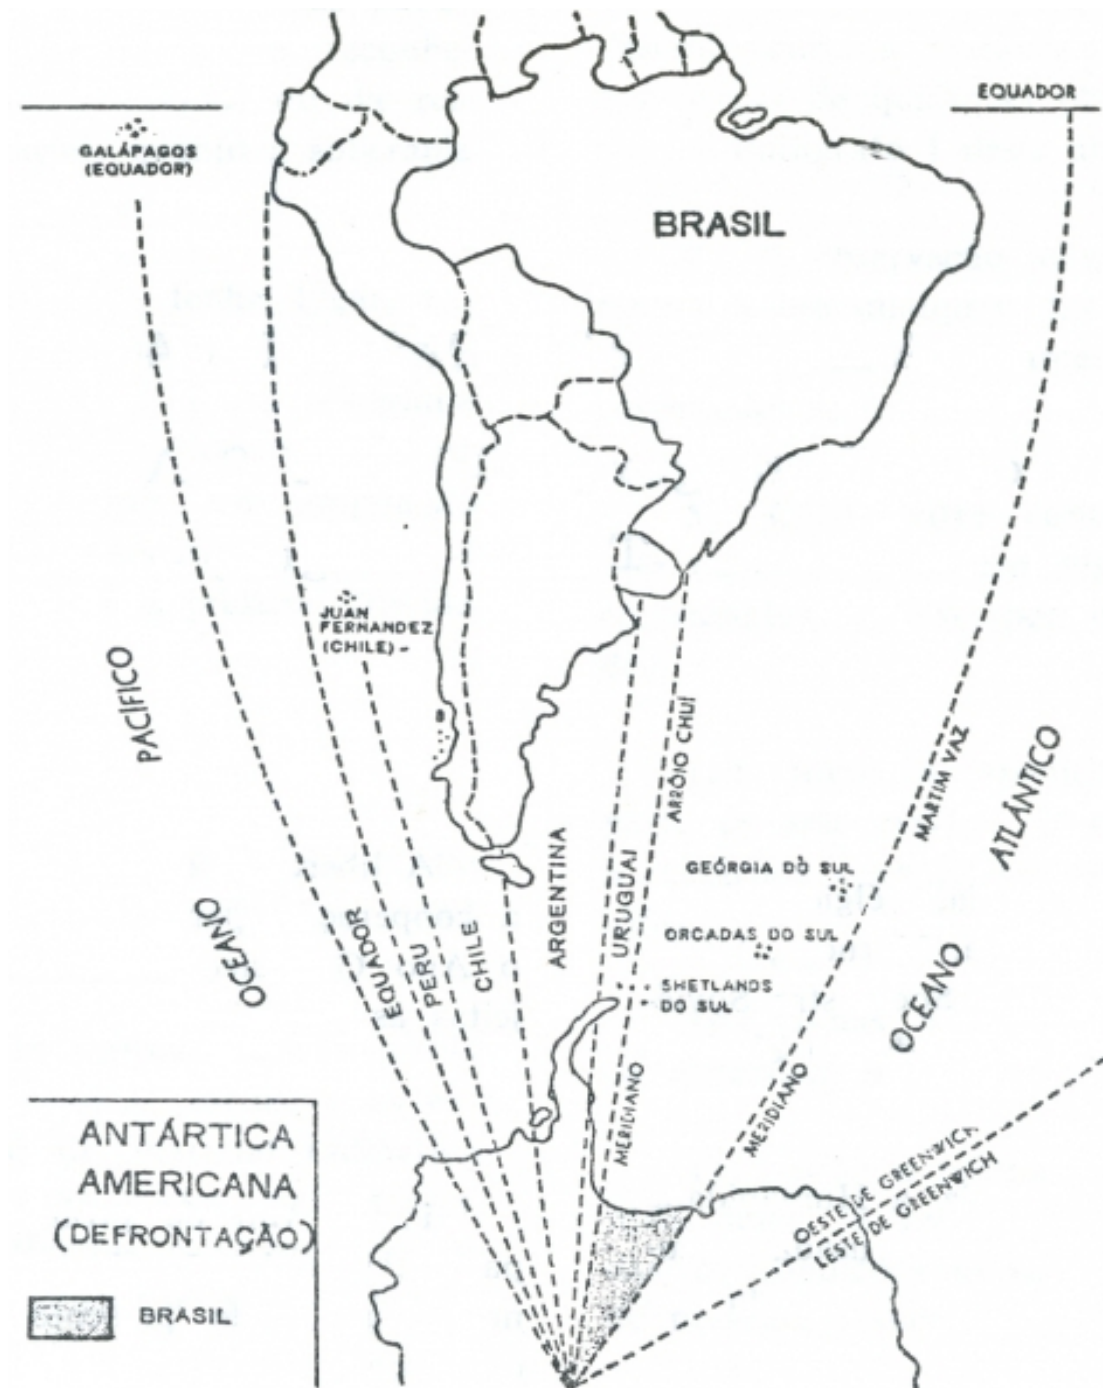 EQUADOR
GALÁPAGOS
(EQUADOR)
BRASIL
JUAN
FERNANDEZ
(CHILE)
OCEANO PACÍFICO
EQUADOR
PERU
CHILE
ARGENTINA
URUGUAI
MERIDIANO ARRÓIO CHUÍ
MERIDIANO MARTIM VAZ
OCEANO ATLÂNTICO
GEÓRGIA DO SUL
ORCADAS DO SUL
SHETLANDS
DO SUL
OESTE DE GREENWICH
LESTE DE GREENWICH
ANTÁRTICA
AMERICANA
(DEFRONTAÇÃO)
BRASIL